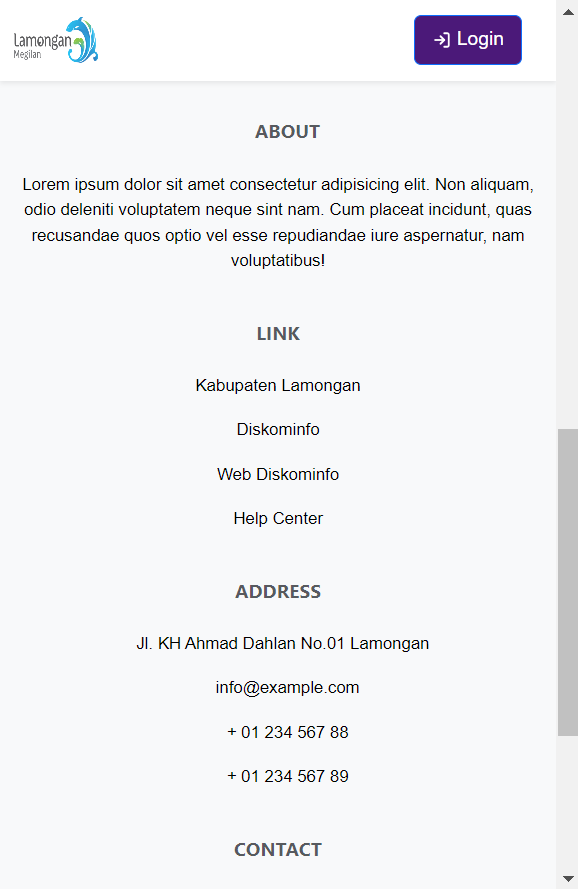 Lamongan
Megilan
Login
ABOUT
Lorem ipsum dolor sit amet consectetur adipisicing elit. Non aliquam,
odio deleniti voluptatem neque sint nam. Cum placeat incidunt, quas
recusandae quos optio vel esse repudiandae iure aspernatur, nam
voluptatibus!
LINK
Kabupaten Lamongan
Diskominfo
Web Diskominfo
Help Center
ADDRESS
Jl. KH Ahmad Dahlan No.01 Lamongan
info@example.com
+ 01 234 567 88
+ 01 234 567 89
CONTACT